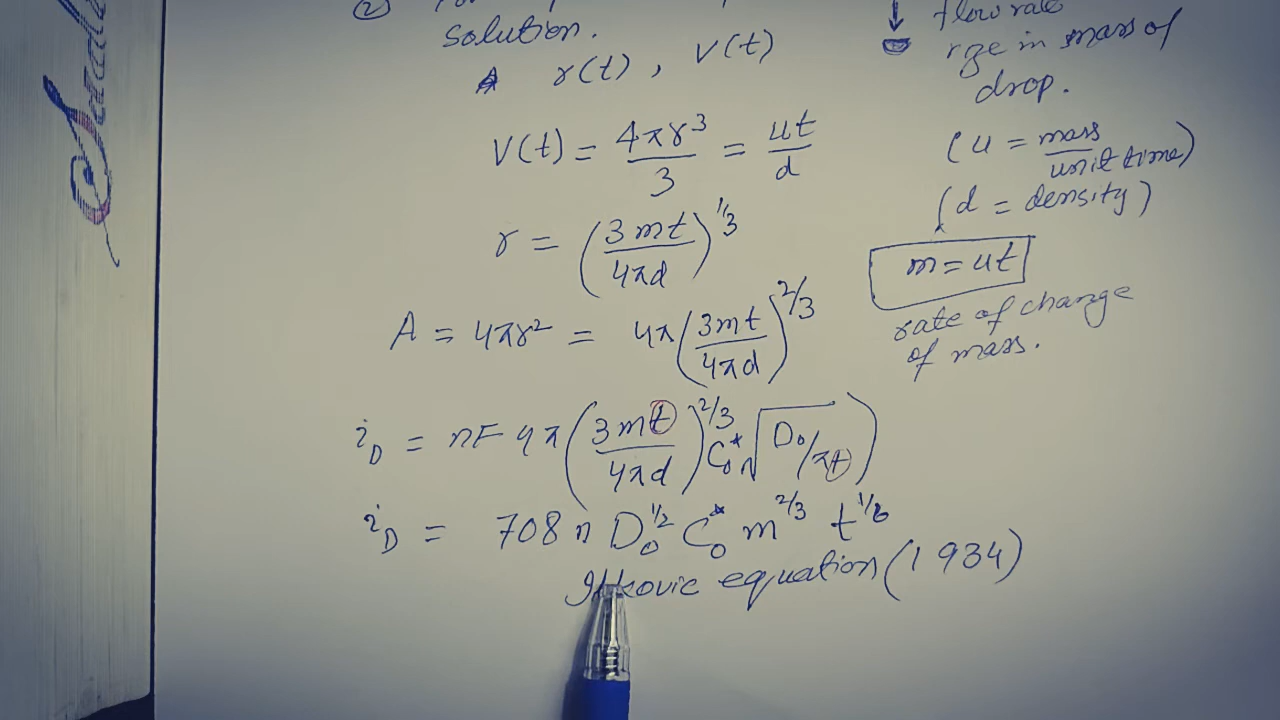 ②
solution.
r(t), V(t)
V(t) = 4πr³/3 = ut/d
r = (3mt/4πd)^1/3
A = 4πr² = 4π(3mt/4πd)^2/3
i_D = nF 4π(3mt/4πd)^2/3 C₀* √D₀/πt)
i_D = 708 n D₀^1/2 C₀* m^2/3 t^1/6
Ilkovic equation (1934)
↓ flow rate
rge in mass of
drop.
(u = mass/unit time)
(d = density)
m = ut
rate of change
of mass.